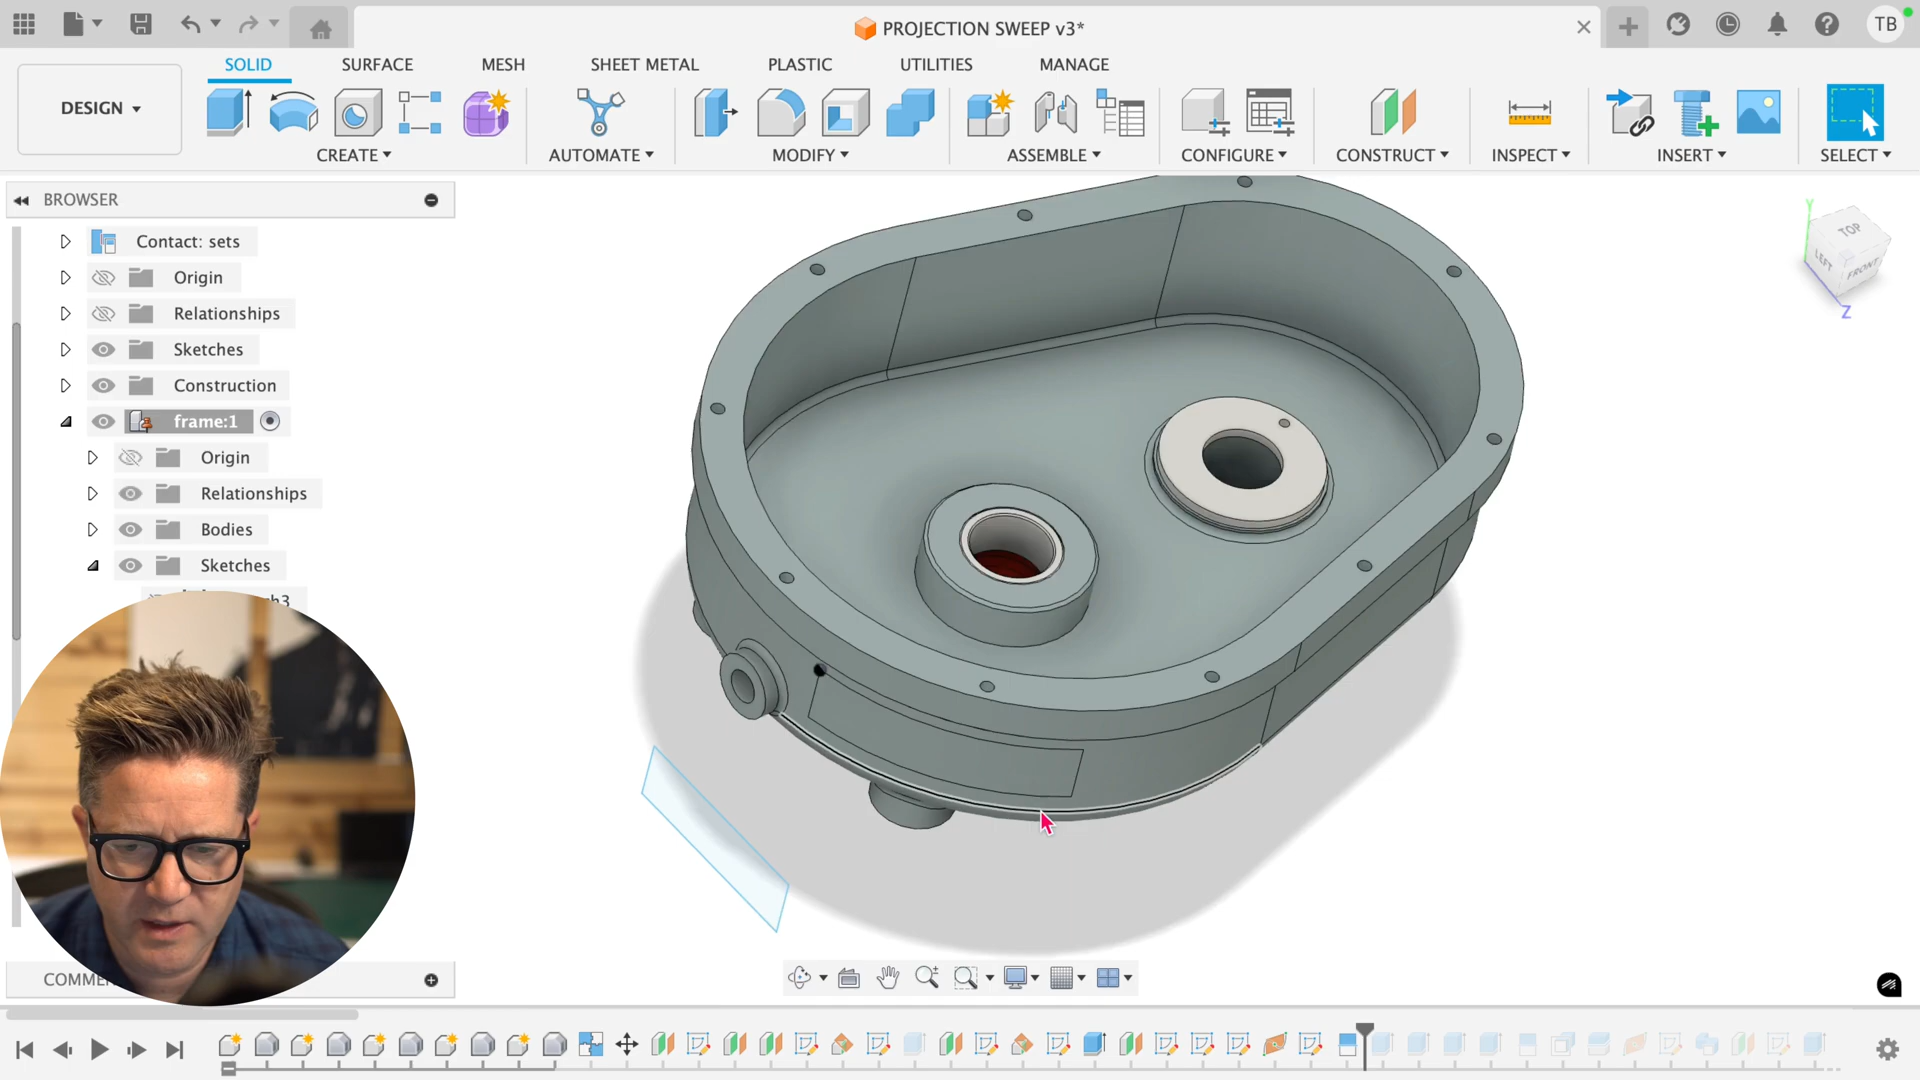 PROJECTION SWEEP v3*
TB
SOLID SURFACE MESH SHEET METAL PLASTIC UTILITIES MANAGE
DESIGN
CREATE AUTOMATE MODIFY ASSEMBLE CONFIGURE CONSTRUCT INSPECT INSERT SELECT
BROWSER
Contact: sets
Origin
Relationships
Sketches
Construction
frame:1
Origin
Relationships
Bodies
Sketches
Y
TOP
LEFT
FRONT
Z